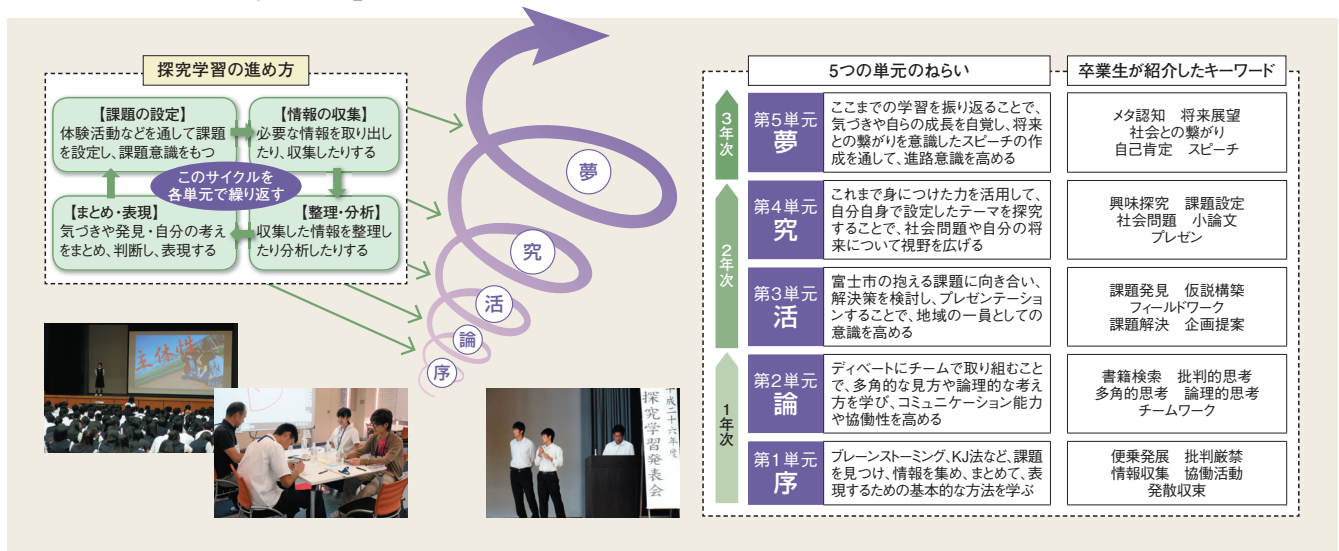 探究学習の進め方
【課題の設定】
体験活動などを通して課題
を設定し、課題意識をもつ
【情報の収集】
必要な情報を取り出し
たり、収集したりする
このサイクルを
各単元で繰り返す
【まとめ・表現】
気づきや発見・自分の考え
をまとめ、判断し、表現する
【整理・分析】
収集した情報を整理し
たり分析したりする
夢
究
活
論
序
主体性
平成二十六年度
探究学習発表会
5つの単元のねらい
卒業生が紹介したキーワード
3年次
第5単元
夢
ここまでの学習を振り返ることで、
気づきや自らの成長を自覚し、将来
との繋がりを意識したスピーチの作
成を通して、進路意識を高める
メタ認知 将来展望
社会との繋がり
自己肯定 スピーチ
2年次
第4単元
究
これまで身につけた力を活用して、
自分自身で設定したテーマを探究
することで、社会問題や自分の将
来について視野を広げる
興味探究 課題設定
社会問題 小論文
プレゼン
第3単元
活
富士市の抱える課題に向き合い、
解決策を検討し、プレゼンテーショ
ンすることで、地域の一員としての
意識を高める
課題発見 仮説構築
フィールドワーク
課題解決 企画提案
1年次
第2単元
論
ディベートにチームで取り組むこと
で、多角的な見方や論理的な考え
方を学び、コミュニケーション能力
や協働性を高める
書籍検索 批判的思考
多角的思考 論理的思考
チームワーク
第1単元
序
ブレーンストーミング、KJ法など、課題
を見つけ、情報を集め、まとめて、表
現するための基本的な方法を学ぶ
便乗発展 批判厳禁
情報収集 協働活動
発散収束